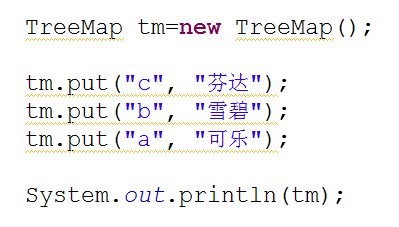 TreeMap tm=new TreeMap();
tm.put("c", "芬达");
tm.put("b", "雪碧");
tm.put("a", "可乐");
System.out.println(tm);